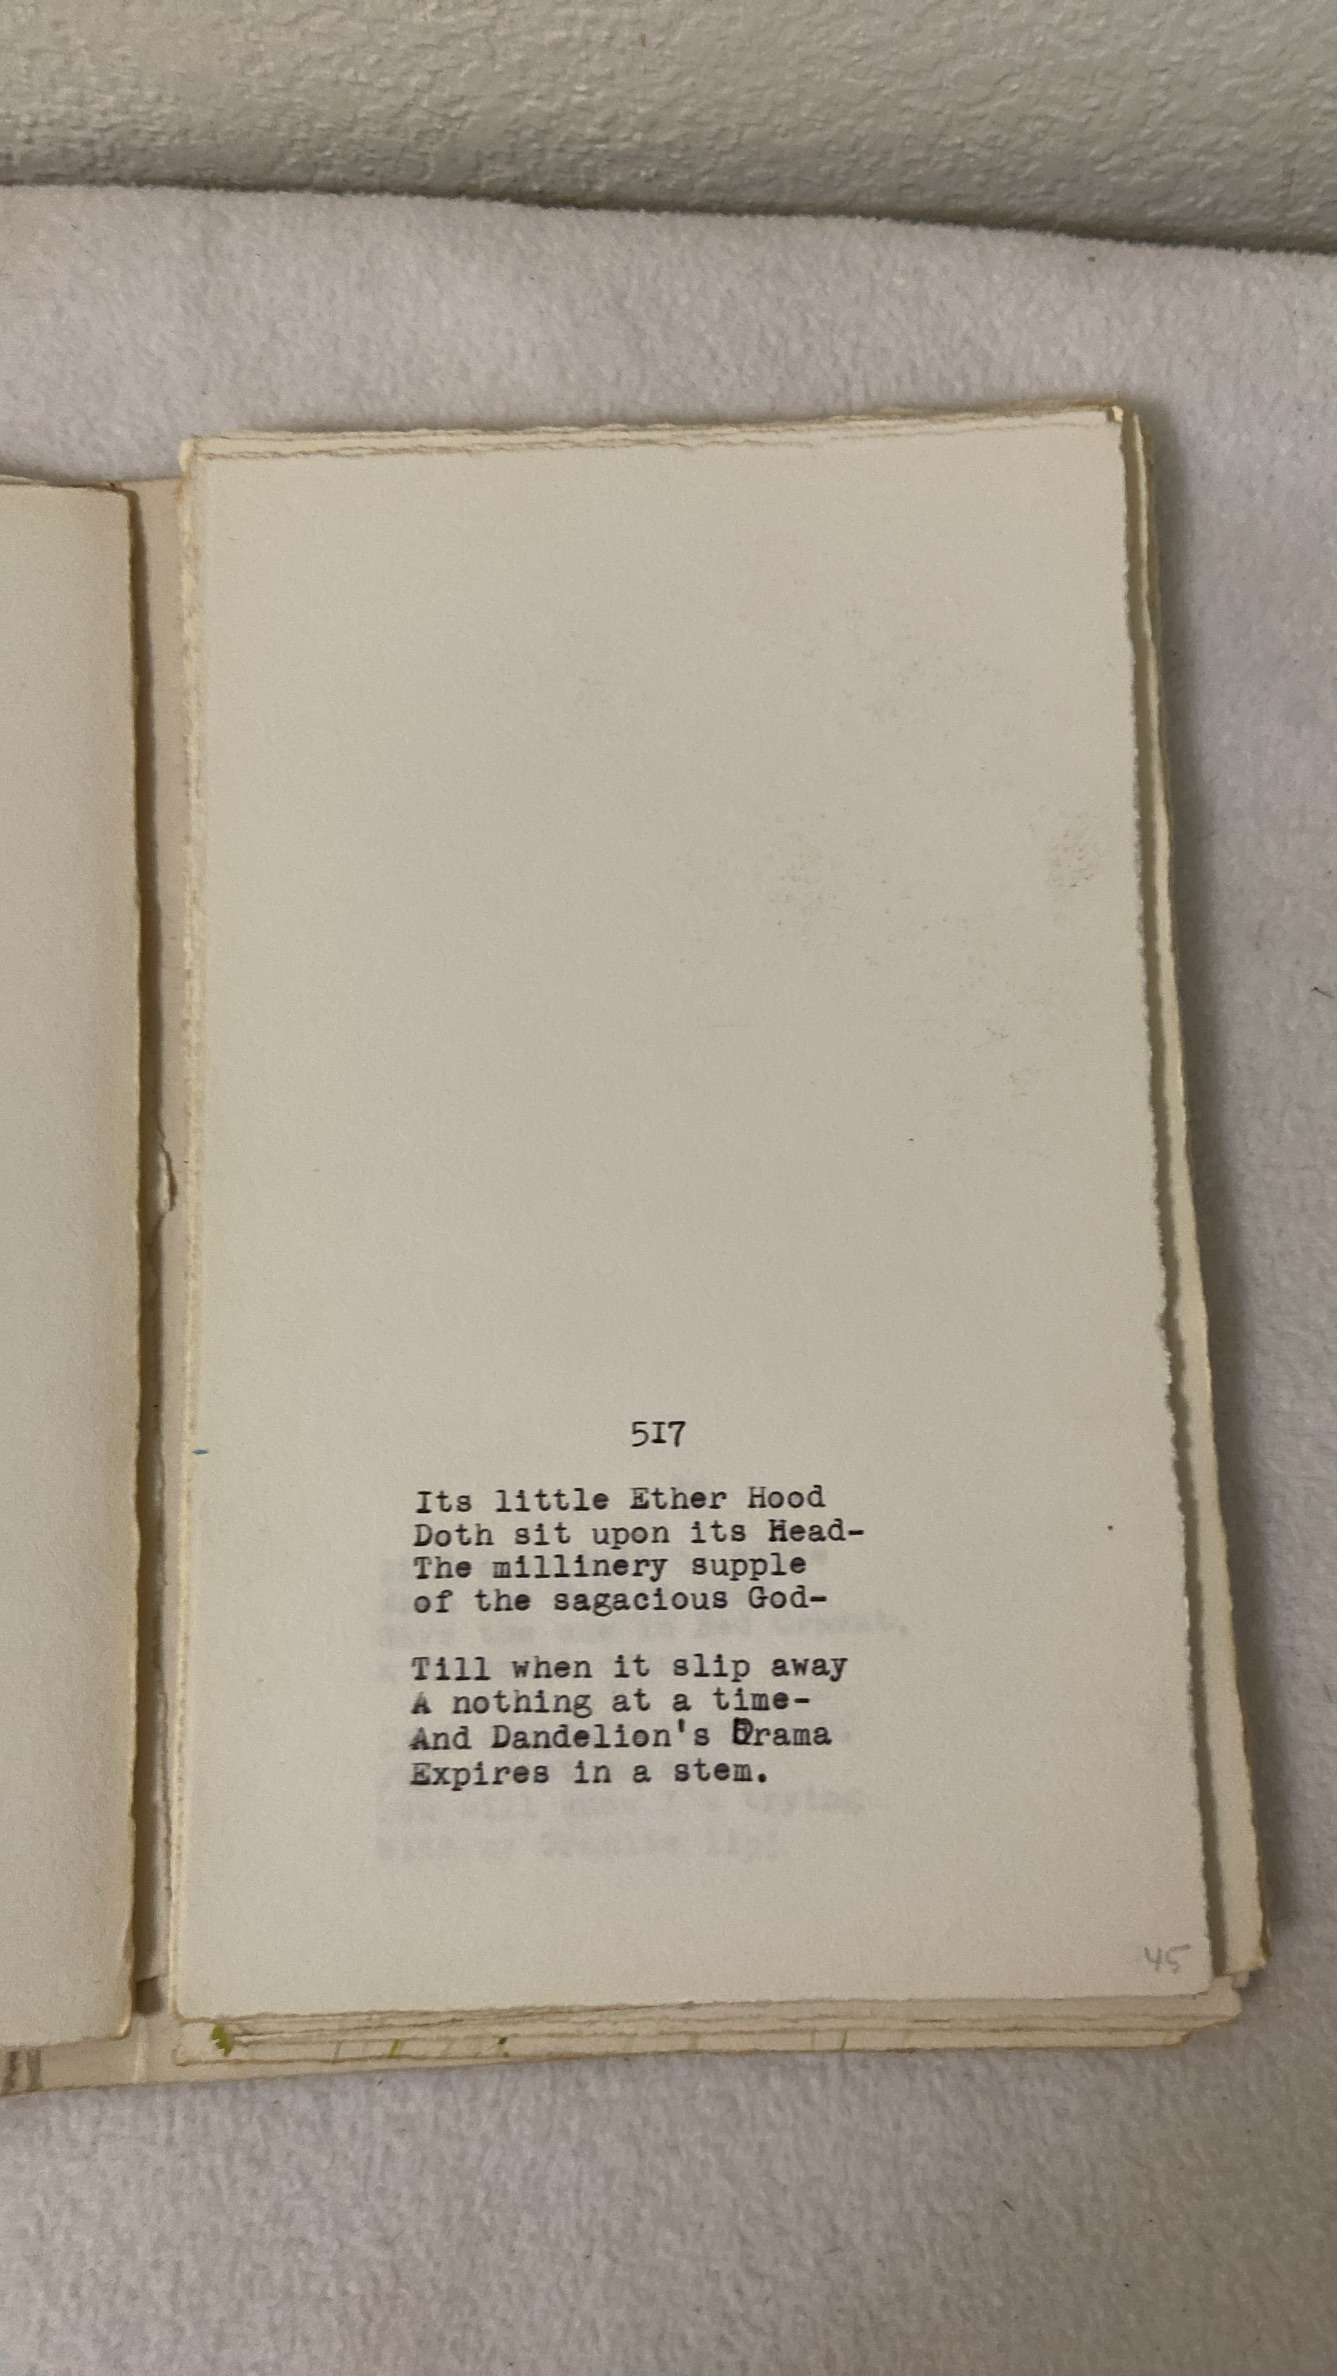 517
Its little Ether Hood
Doth sit upon its Head-
The millinery supple
of the sagacious God-
Till when it slip away
A nothing at a time-
And Dandelion's Drama
Expires in a stem.
45